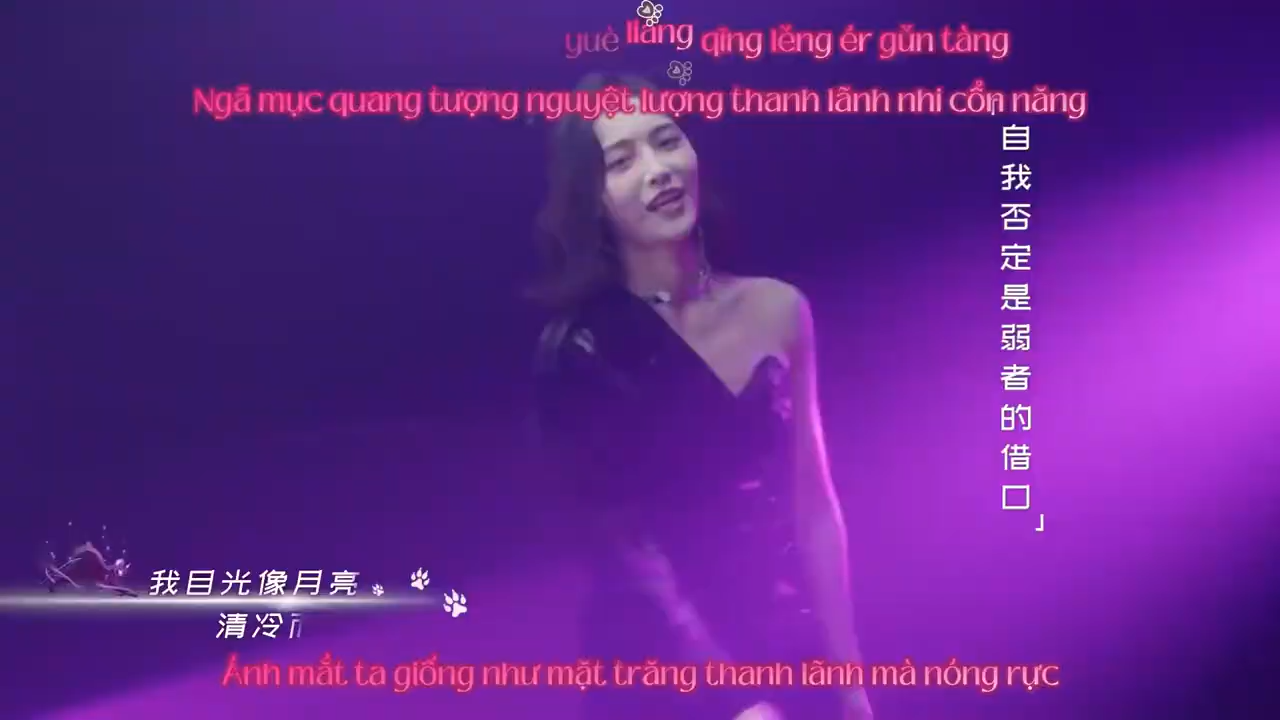 yuè liàng qīng lěng ér gǔn tàng
Ngã mục quang tượng nguyệt lượng thanh lãnh nhi cổn năng
「自我否定是弱者的借口」
我目光像月亮
清冷而
Ánh mắt ta giống như mặt trăng thanh lãnh mà nóng rực